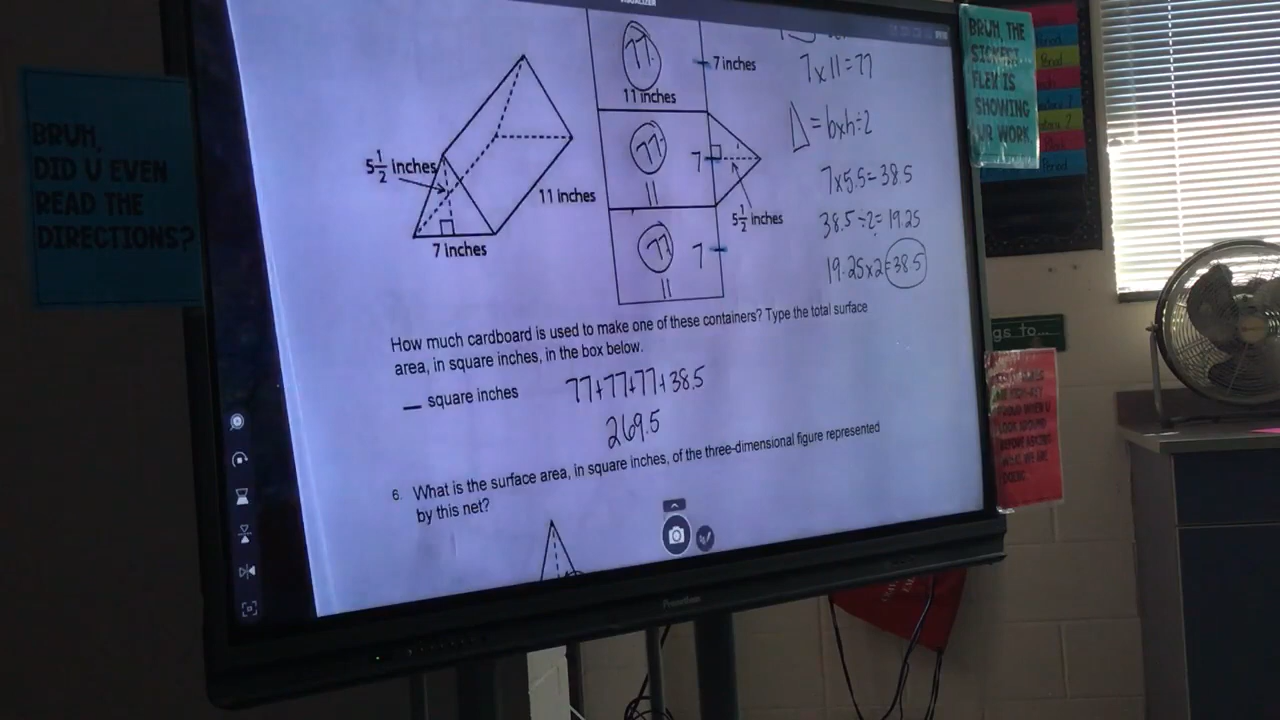 VISUALIZER
77
7 inches
11 inches
7x11=77
= bxh÷2
5 1/2 inches
11 inches
7 inches
77
7
11
5 1/2 inches
77
7
11
7x5.5=38.5
38.5÷2=19.25
19.25x2=38.5
How much cardboard is used to make one of these containers? Type the total surface
area, in square inches, in the box below.
square inches
77+77+77+38.5
269.5
6. What is the surface area, in square inches, of the three-dimensional figure represented
by this net?
BRUH,
DID U EVEN
READ THE
DIRECTIONS?
BRUH, THE
SICKEST
FLEX IS
SHOWING
UR WORK
gs to...
Promethean